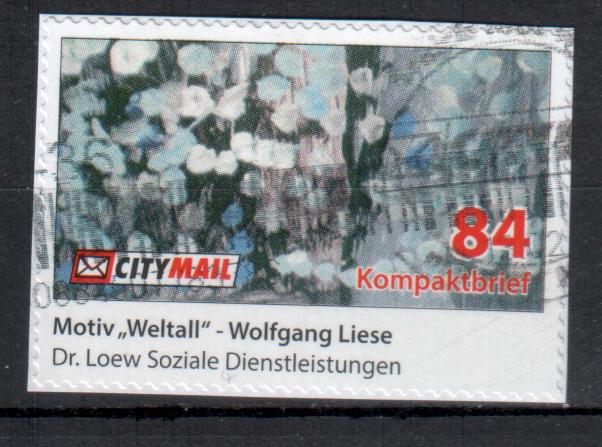 84
CITYMAIL
Kompaktbrief
Motiv „Weltall“ - Wolfgang Liese
Dr. Loew Soziale Dienstleistungen